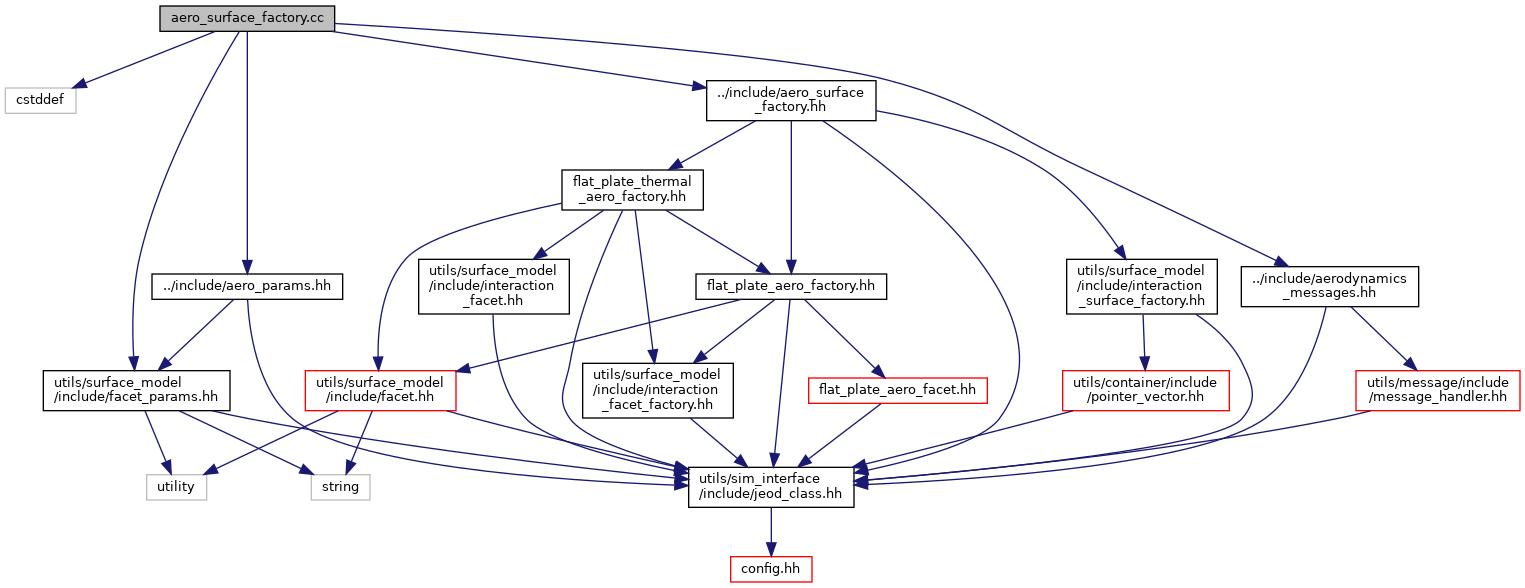 aero_surface_factory.cc
cstddef
../include/aero_surface
_factory.hh
flat_plate_thermal
_aero_factory.hh
utils/surface_model
/include/interaction
_facet.hh
../include/aero_params.hh
flat_plate_aero_factory.hh
utils/surface_model
/include/interaction
_surface_factory.hh
../include/aerodynamics
_messages.hh
utils/surface_model
/include/facet_params.hh
utils/surface_model
/include/facet.hh
utils/surface_model
/include/interaction
_facet_factory.hh
flat_plate_aero_facet.hh
utils/container/include
/pointer_vector.hh
utils/message/include
/message_handler.hh
utility
string
utils/sim_interface
/include/jeod_class.hh
config.hh